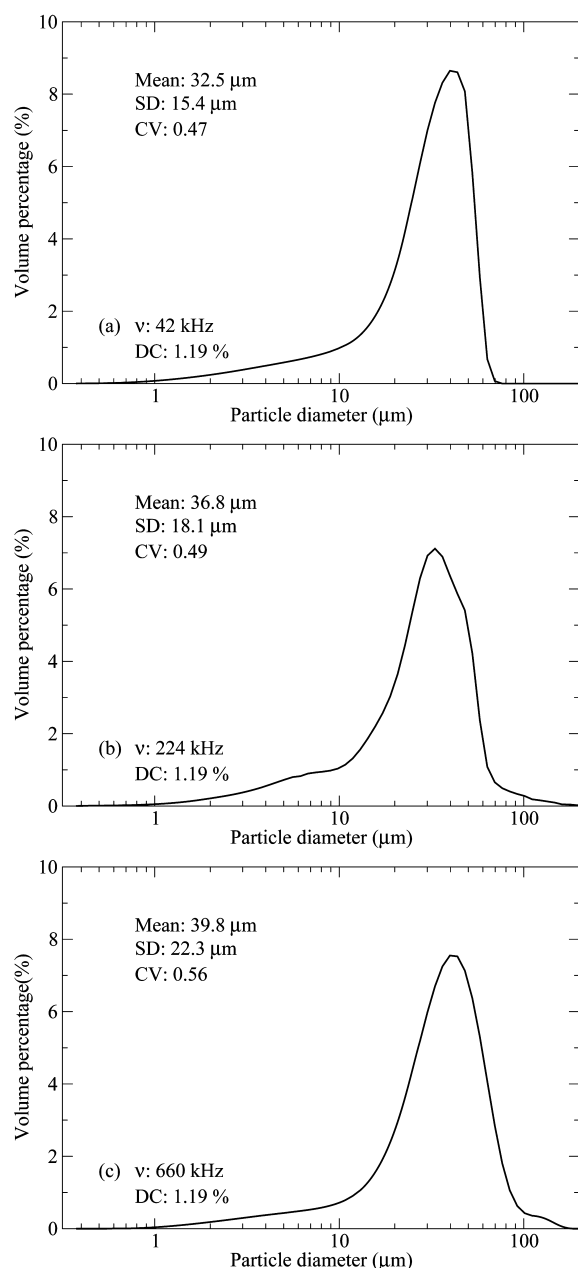 10
Mean: 32.5 µm
SD: 15.4 µm
CV: 0.47
8
6
Volume percentage (%)
4
2
(a) ν: 42 kHz
DC: 1.19 %
0
1 10 100
Particle diameter (µm)
10
Mean: 36.8 µm
SD: 18.1 µm
CV: 0.49
8
6
Volume percentage (%)
4
2
(b) ν: 224 kHz
DC: 1.19 %
0
1 10 100
Particle diameter (µm)
10
Mean: 39.8 µm
SD: 22.3 µm
CV: 0.56
8
6
Volume percentage(%)
4
2
(c) ν: 660 kHz
DC: 1.19 %
0
1 10 100
Particle diameter (µm)